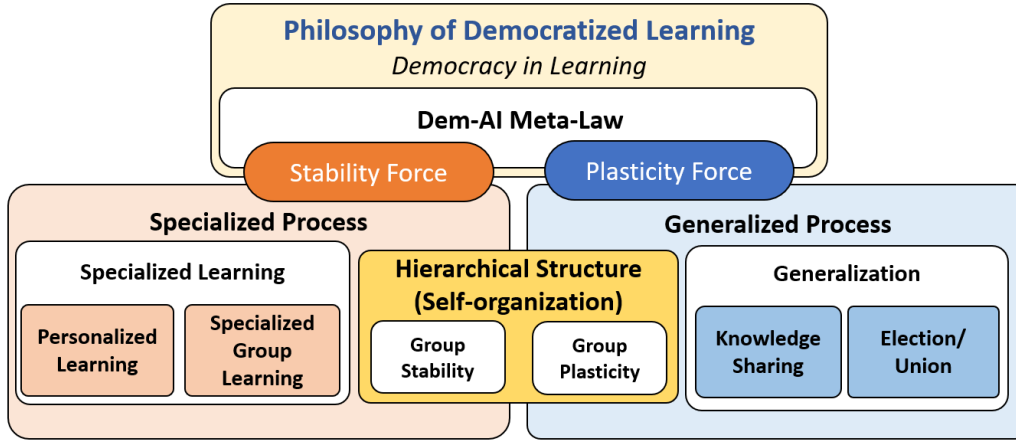 Philosophy of Democratized Learning
Democracy in Learning
Dem-AI Meta-Law
Stability Force
Plasticity Force
Specialized Process
Generalized Process
Specialized Learning
Personalized
Learning
Specialized
Group
Learning
Hierarchical Structure
(Self-organization)
Group
Stability
Group
Plasticity
Generalization
Knowledge
Sharing
Election/
Union